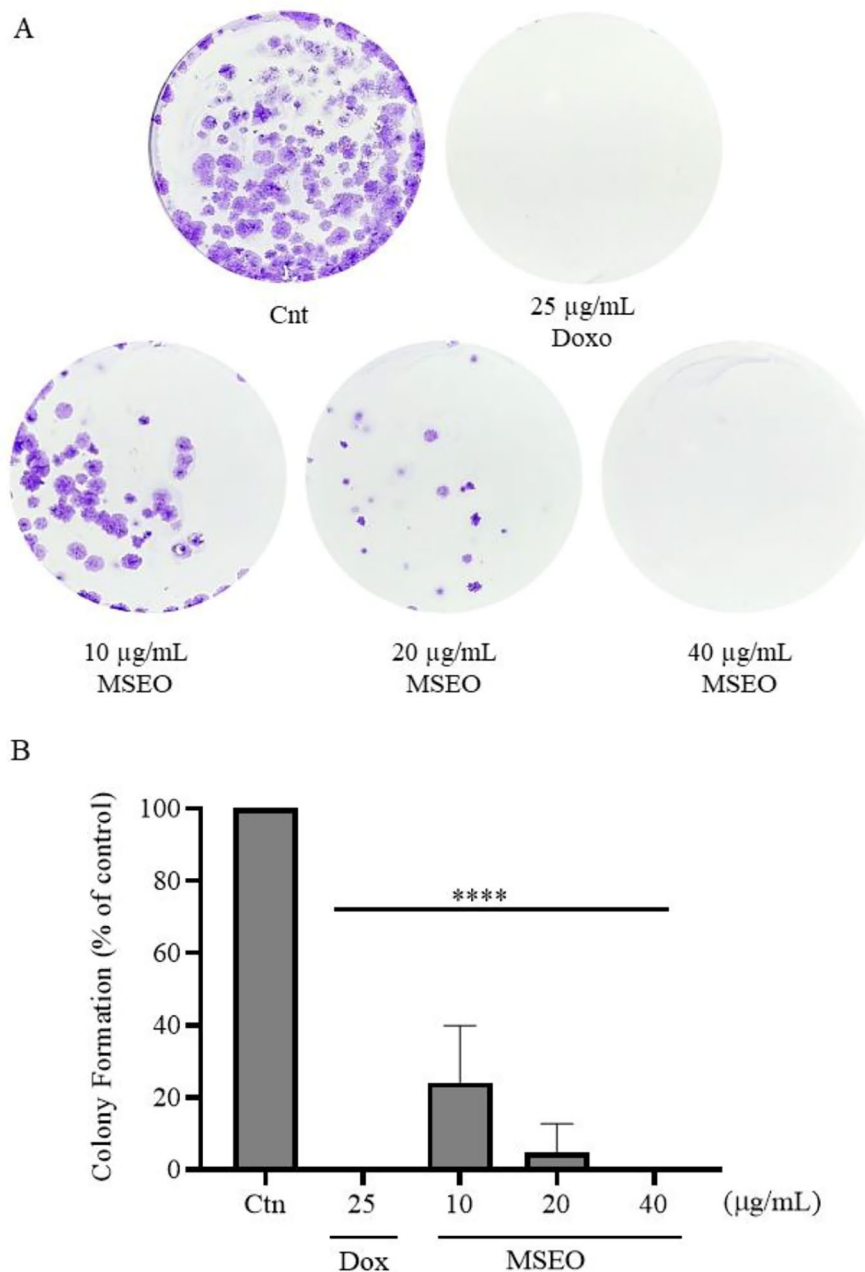 A
Cnt
25 µg/mL
Doxo
10 µg/mL
MSEO
20 µg/mL
MSEO
40 µg/mL
MSEO
B
Colony Formation (% of control)
100
80
60
40
20
0
****
Ctn 25 10 20 40 (µg/mL)
Dox MSEO